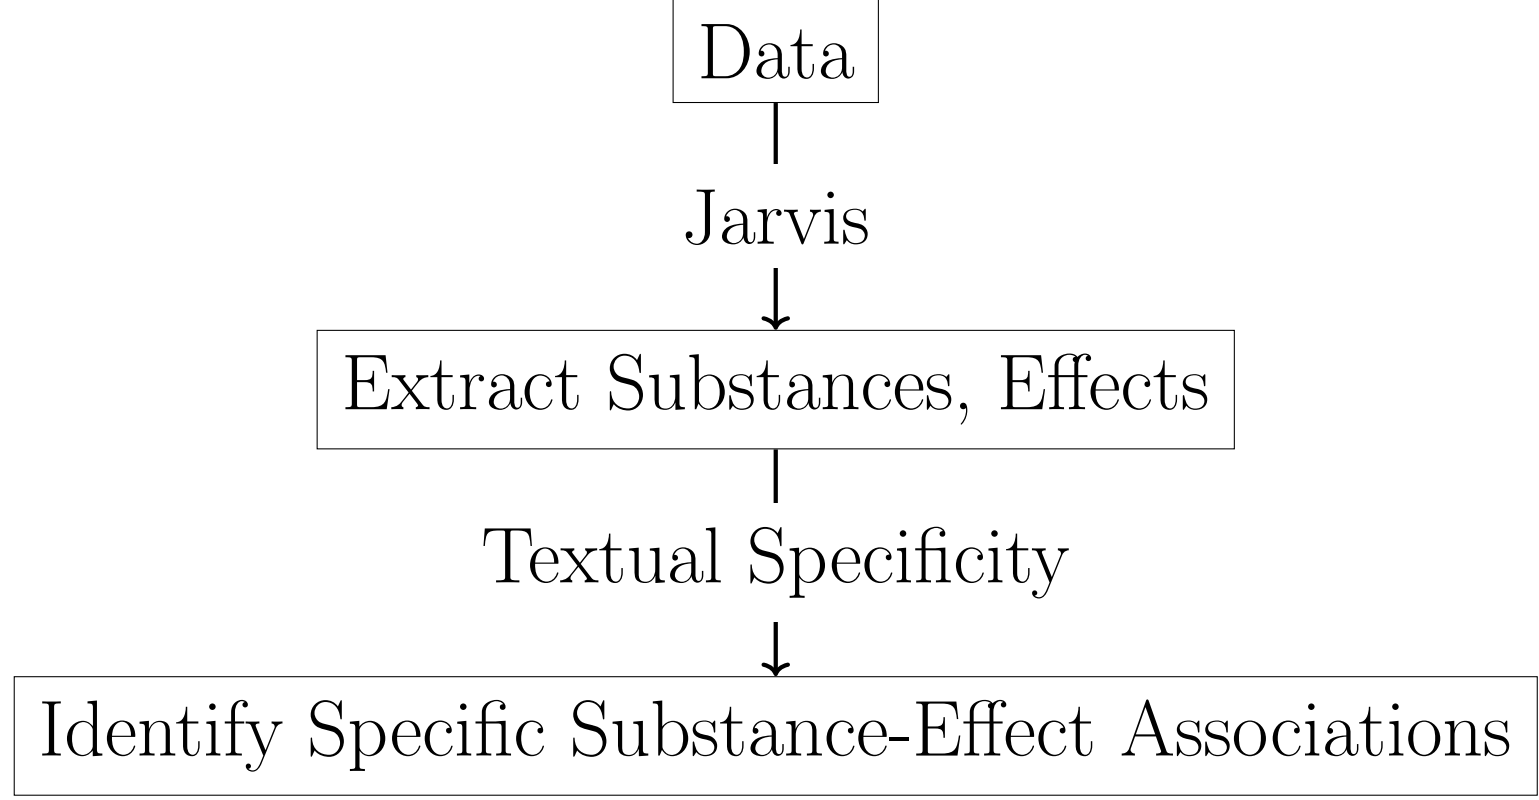 Data
Jarvis
Extract Substances, Effects
Textual Specificity
Identify Specific Substance-Effect Associations